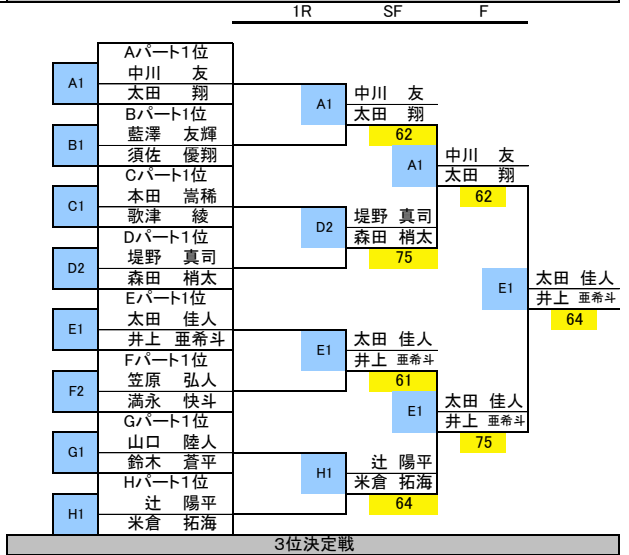 1R SF F
Aパート1位
A1 中川 友
太田 翔
Bパート1位
B1 藍澤 友輝
須佐 優翔
Cパート1位
C1 本田 嵩稀
歌津 綾
Dパート1位
D2 堤野 真司
森田 梢太
Eパート1位
E1 太田 佳人
井上 亜希斗
Fパート1位
F2 笠原 弘人
満永 快斗
Gパート1位
G1 山口 陸人
鈴木 蒼平
Hパート1位
H1 辻 陽平
米倉 拓海
A1 中川 友
太田 翔
62
D2 堤野 真司
森田 梢太
75
E1 太田 佳人
井上 亜希斗
61
H1 辻 陽平
米倉 拓海
64
A1 中川 友
太田 翔
62
E1 太田 佳人
井上 亜希斗
75
E1 太田 佳人
井上 亜希斗
64
3位決定戦